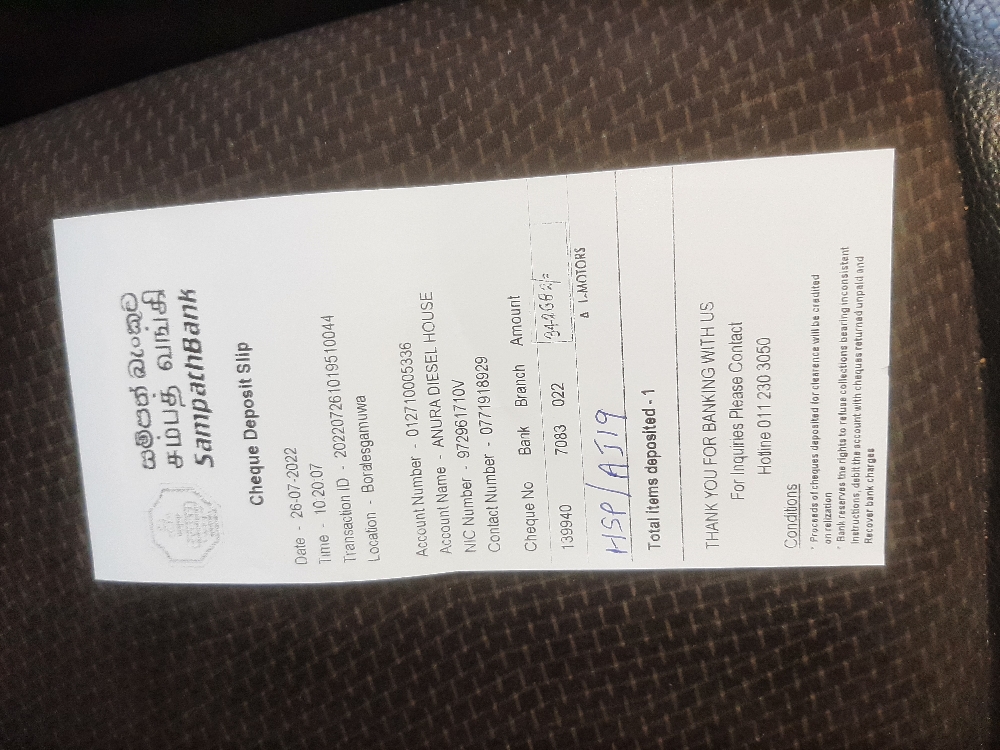 සම්පත් බැංකුව
சம்பத் வங்கி
SampathBank
Cheque Deposit Slip
Date - 26-07-2022
Time - 10:20:07
Transaction ID - 202207261019510044
Location - Boralesgamuwa
Account Number - 012710005336
Account Name - ANURA DIESEL HOUSE
NIC Number - 972961710V
Contact Number - 0771918929
Cheque No Bank Branch Amount
139940 7083 022
MOTORS
HSP/AJ19
Total Items deposited - 1
THANK YOU FOR BANKING WITH US
For Inquiries Please Contact
Hotline 011 230 3050
Conditions
* Proceeds of cheques deposited for clearence will be credited
on relization
* Bank reserves the rights to refuse collections bearing inconsistent
Instructions, debit the account with cheques returned unpaid and
Recover bank charges